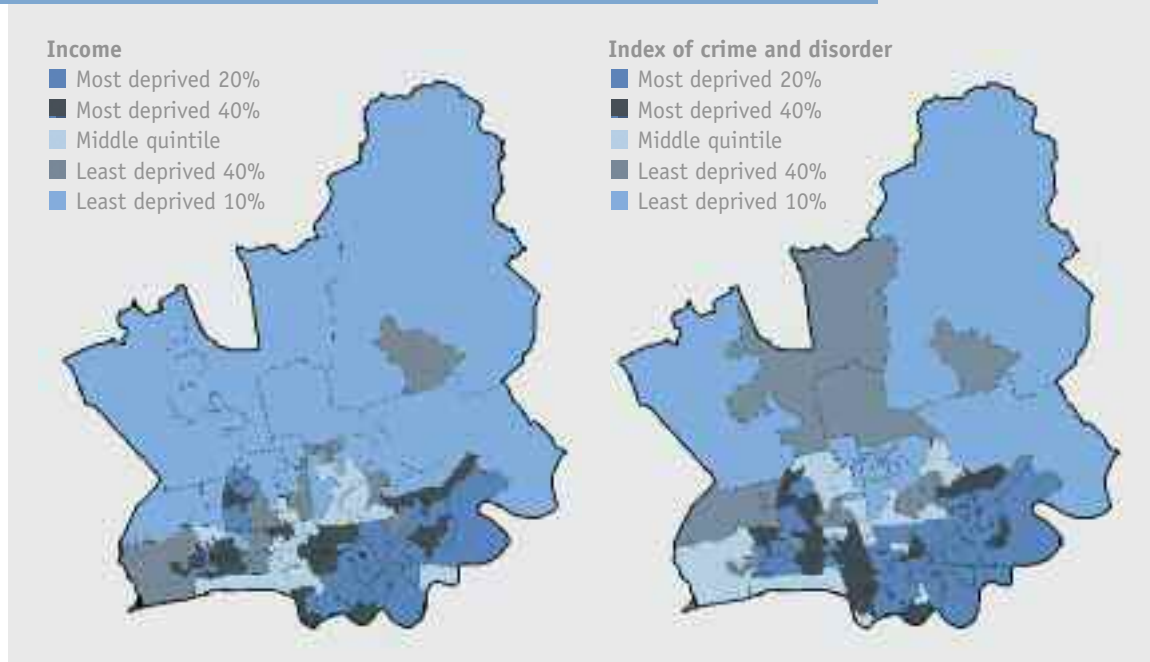 Income
Most deprived 20%
Most deprived 40%
Middle quintile
Least deprived 40%
Least deprived 10%
Index of crime and disorder
Most deprived 20%
Most deprived 40%
Middle quintile
Least deprived 40%
Least deprived 10%